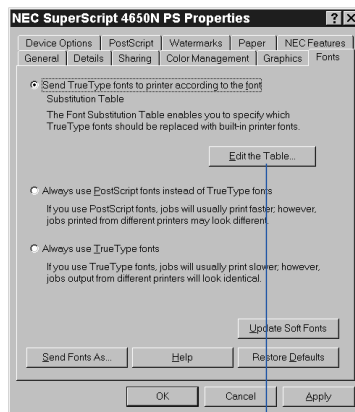 NEC SuperScript 4650N PS Properties
Device Options PostScript Watermarks Paper NEC Features
General Details Sharing Color Management Graphics Fonts
Send TrueType fonts to printer according to the font
Substitution Table
The Font Substitution Table enables you to specify which
TrueType fonts should be replaced with built-in printer fonts.
Edit the Table...
Always use PostScript fonts instead of TrueType fonts
If you use PostScript fonts, jobs will usually print faster; however,
jobs printed from different printers may look different.
Always use TrueType fonts
If you use TrueType fonts, jobs will usually print slower; however,
jobs output from different printers will look identical.
Update Soft Fonts
Send Fonts As... Help Restore Defaults
OK Cancel Apply